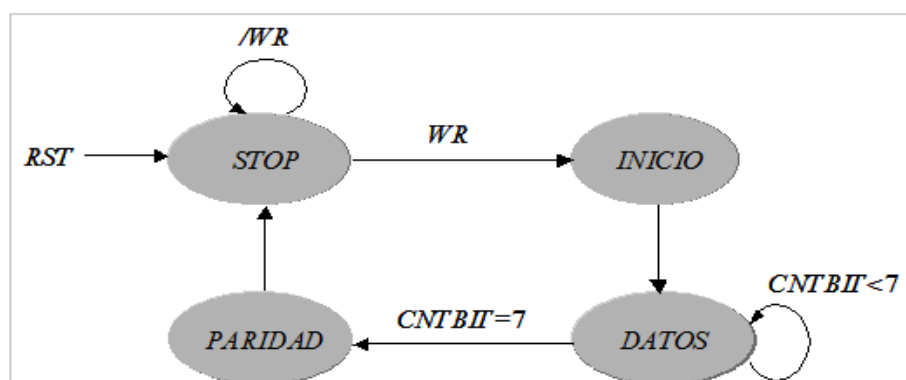 /WR
WR
RST
STOP
INICIO
CNTBIT<7
CNTBIT=7
PARIDAD
DATOS